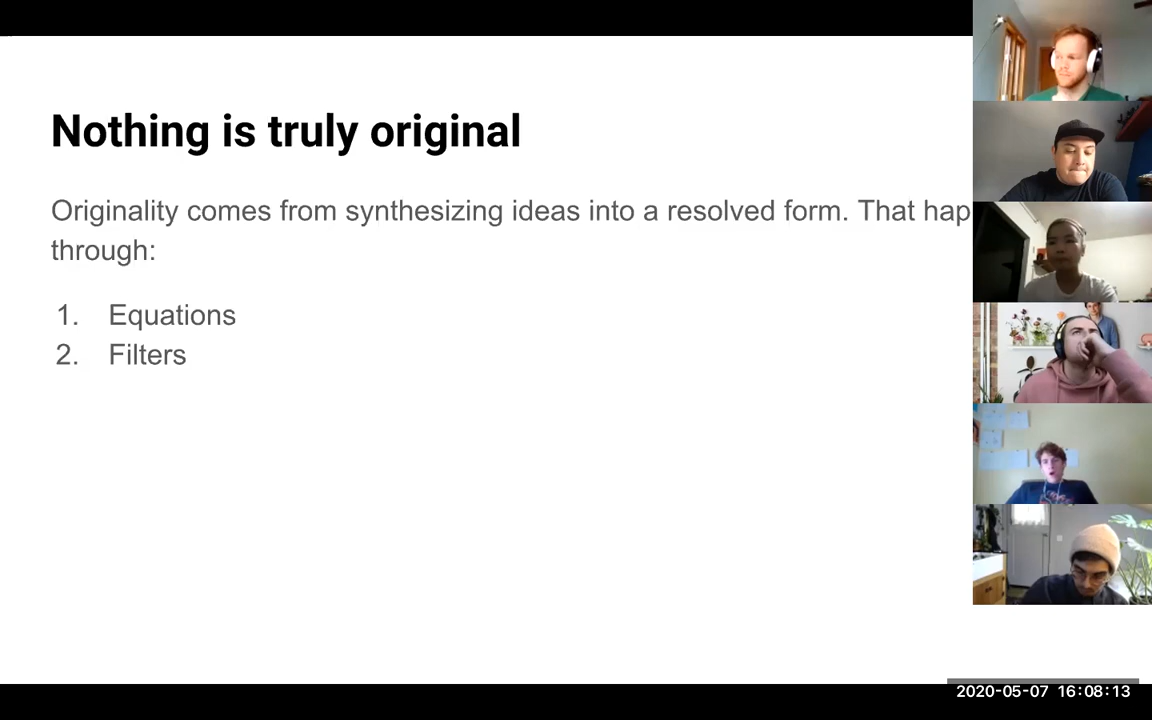 Nothing is truly original
Originality comes from synthesizing ideas into a resolved form. That hap
through:
1. Equations
2. Filters
2020-05-07 16:08:13